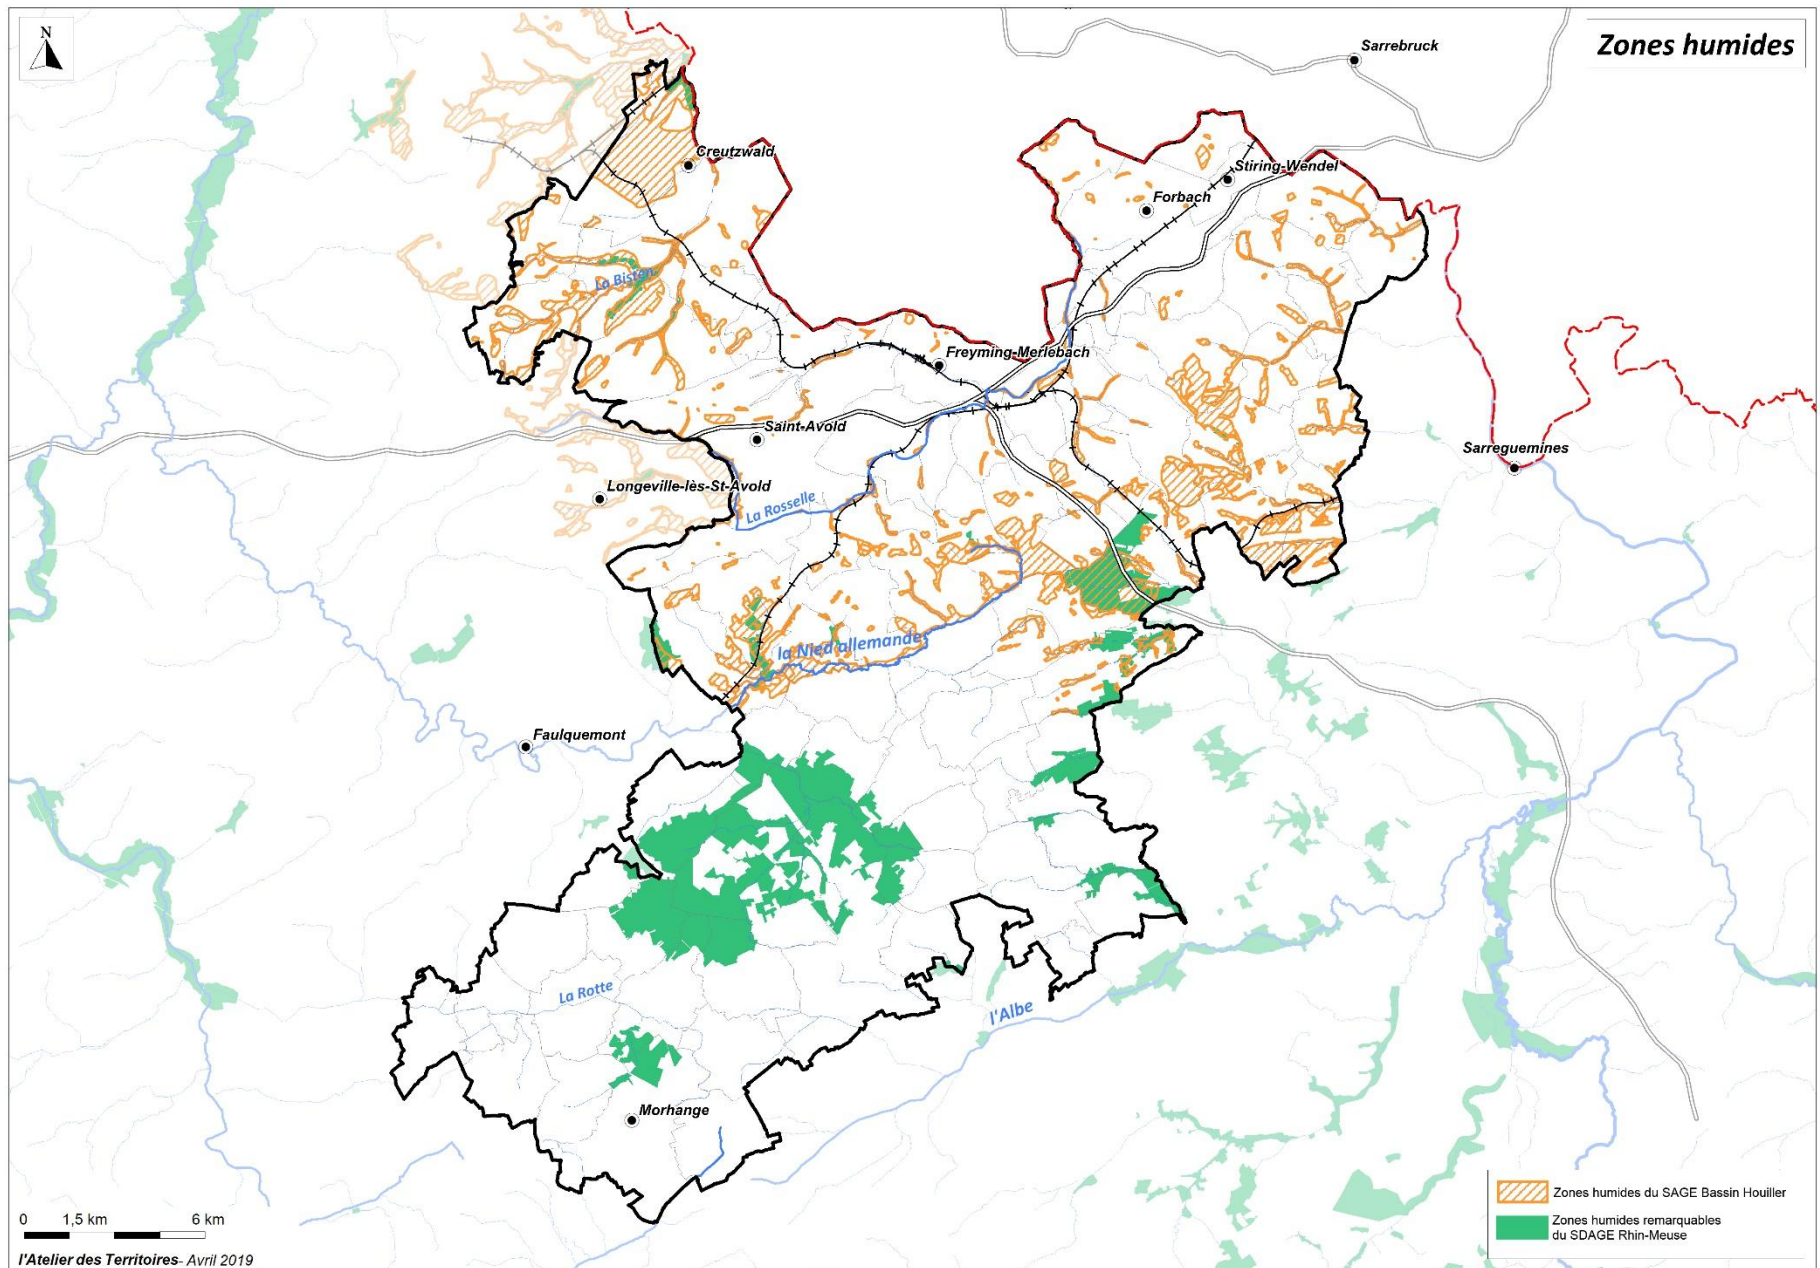 N
Zones humides
Sarrebruck
Creutzwald
Stiring-Wendel
Forbach
La Bisten
Freyming-Merlebach
Saint-Avold
Sarreguemines
Longeville-lès-St-Avold
La Rosselle
la Nied allemande
Faulquemont
La Rotte
l'Albe
Morhange
Zones humides du SAGE Bassin Houiller
Zones humides remarquables
du SDAGE Rhin-Meuse
0 1,5 km 6 km
l'Atelier des Territoires- Avril 2019